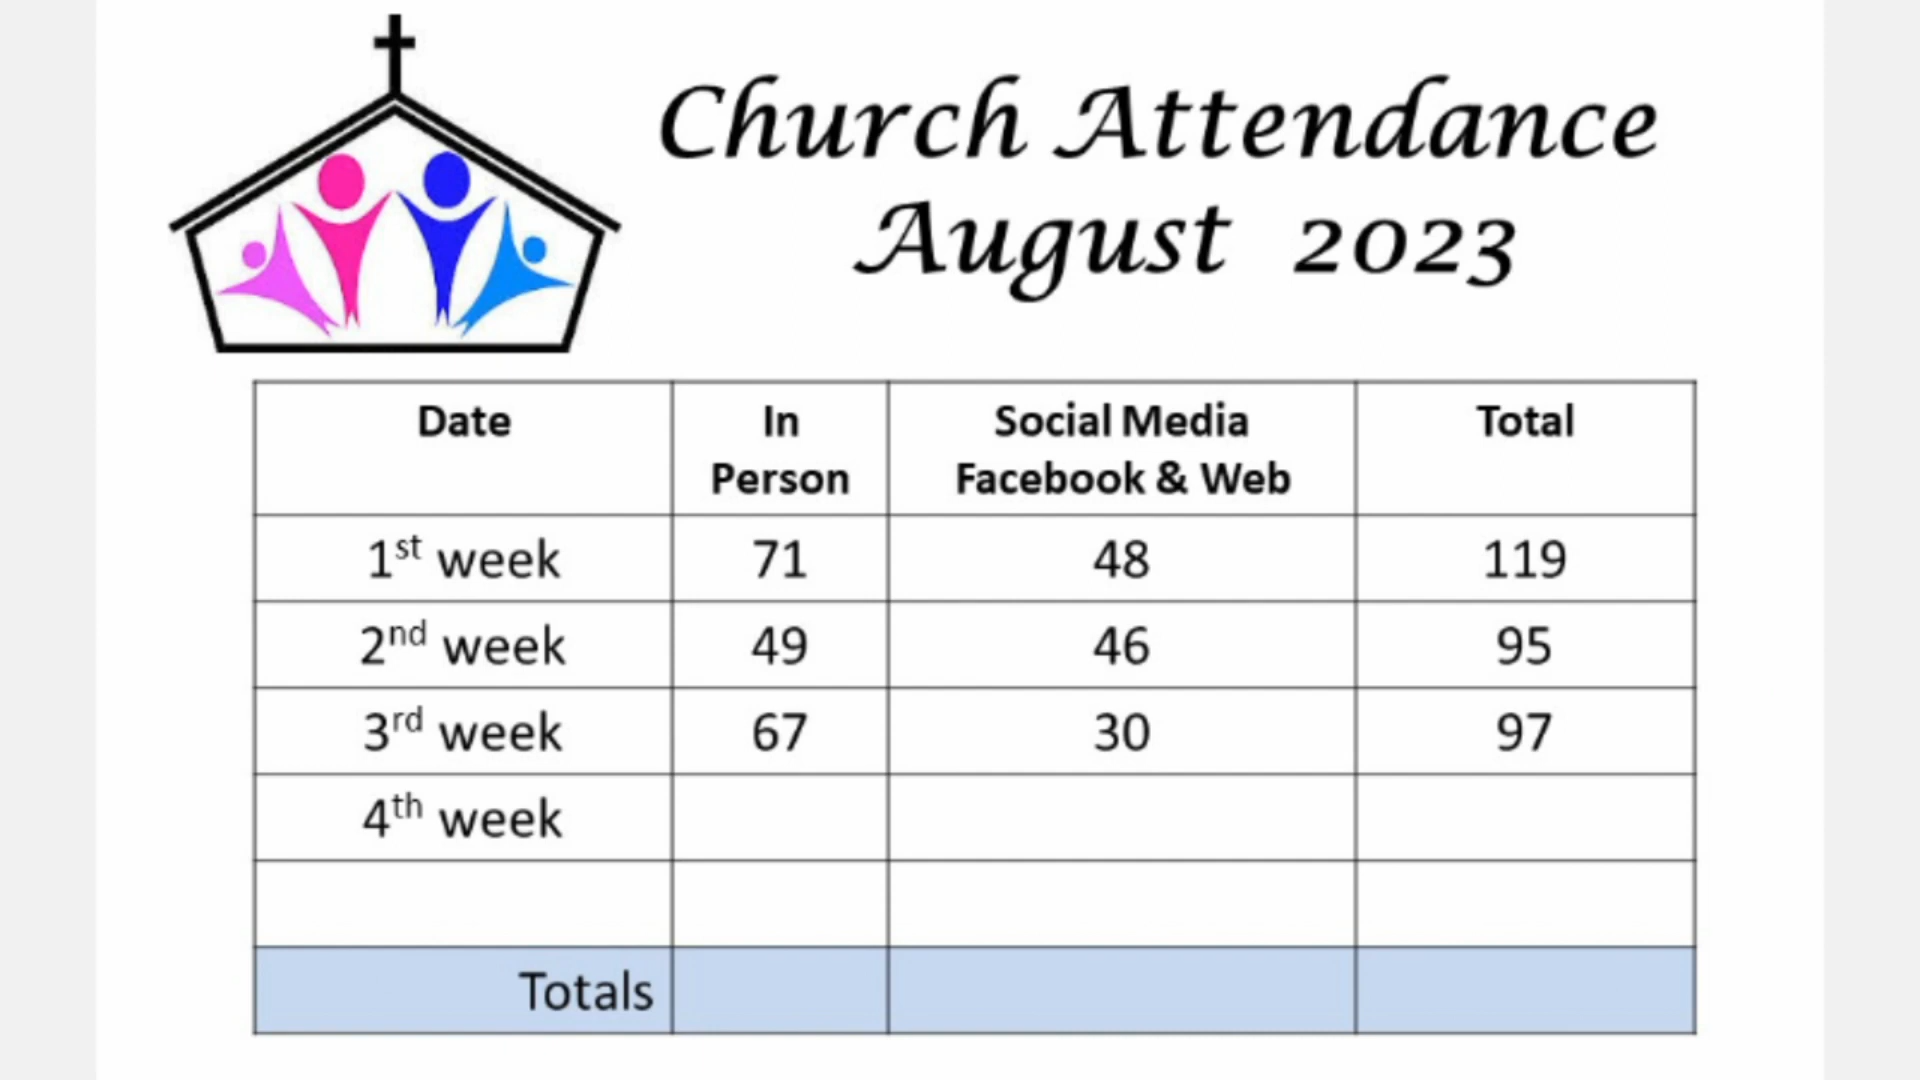 Church Attendance
August 2023
Date In Person Social Media Facebook & Web Total
1st week 71 48 119
2nd week 49 46 95
3rd week 67 30 97
4th week
Totals